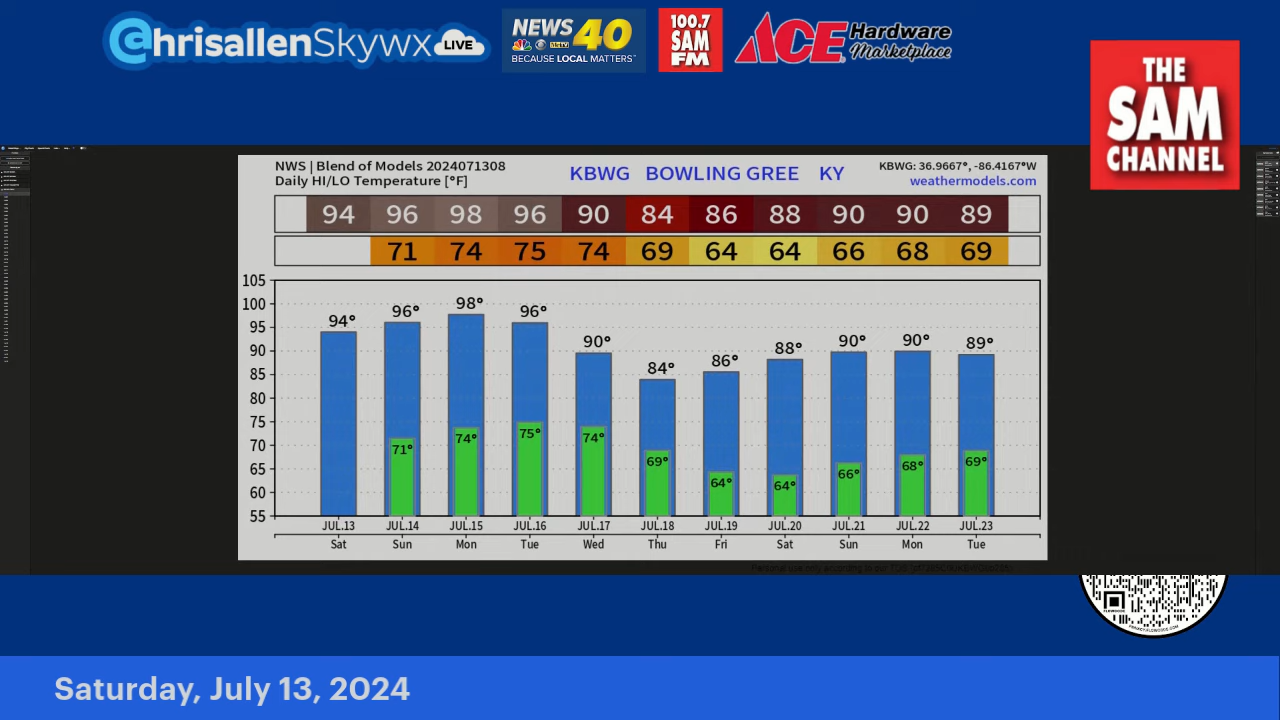 @hrisallenSkywx LIVE
NEWS 40
BECAUSE LOCAL MATTERS
100.7
SAM
FM
ACE Hardware
Marketplace
THE
SAM
CHANNEL
NWS | Blend of Models 2024071308
Daily HI/LO Temperature [°F]
KBWG BOWLING GREE KY
KBWG: 36.9667°, -86.4167°W
weathermodels.com
94 96 98 96 90 84 86 88 90 90 89
71 74 75 74 69 64 64 66 68 69
105
100
95
90
85
80
75
70
65
60
55
94° 96° 98° 96° 90° 84° 86° 88° 90° 90° 89°
71° 74° 75° 74° 69° 64° 64° 66° 68° 69°
JUL.13 JUL.14 JUL.15 JUL.16 JUL.17 JUL.18 JUL.19 JUL.20 JUL.21 JUL.22 JUL.23
Sat Sun Mon Tue Wed Thu Fri Sat Sun Mon Tue
Saturday, July 13, 2024